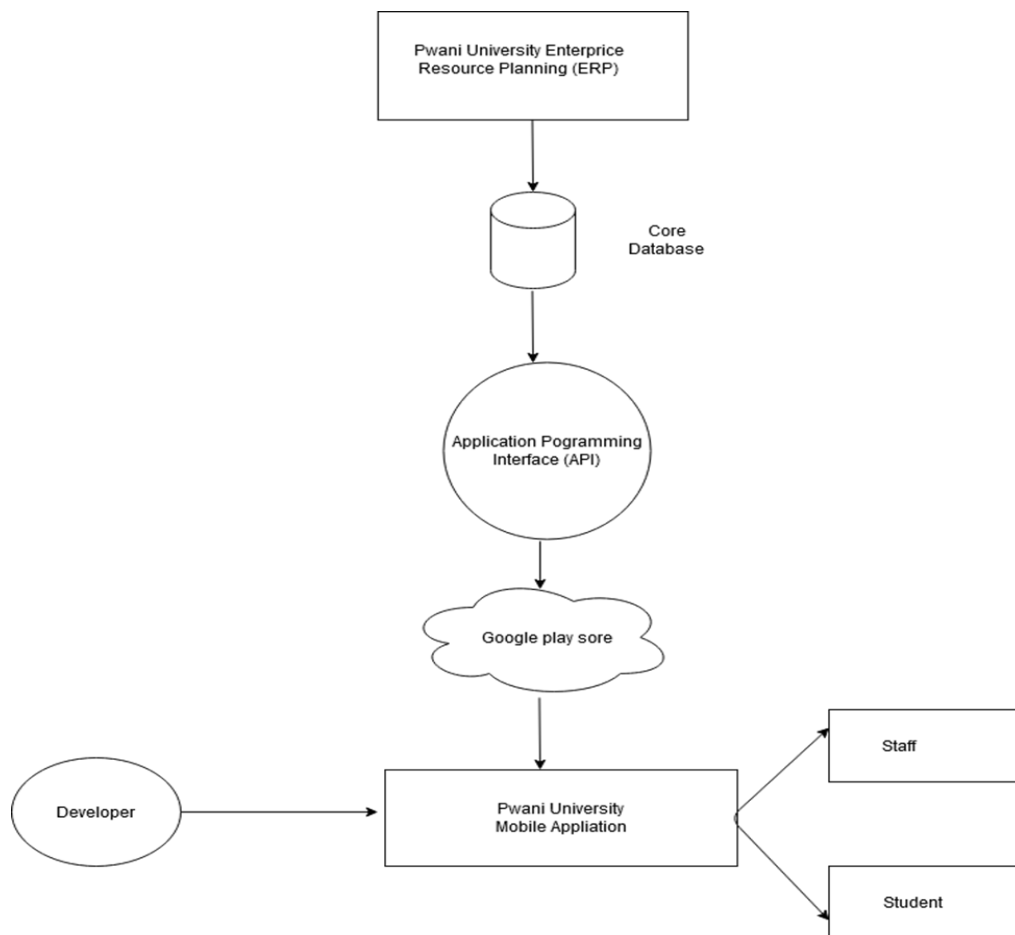 Pwani University Enterprice
Resource Planning (ERP)
Core
Database
Application Pogramming
Interface (API)
Google play sore
Developer
Pwani University
Mobile Appliation
Staff
Student